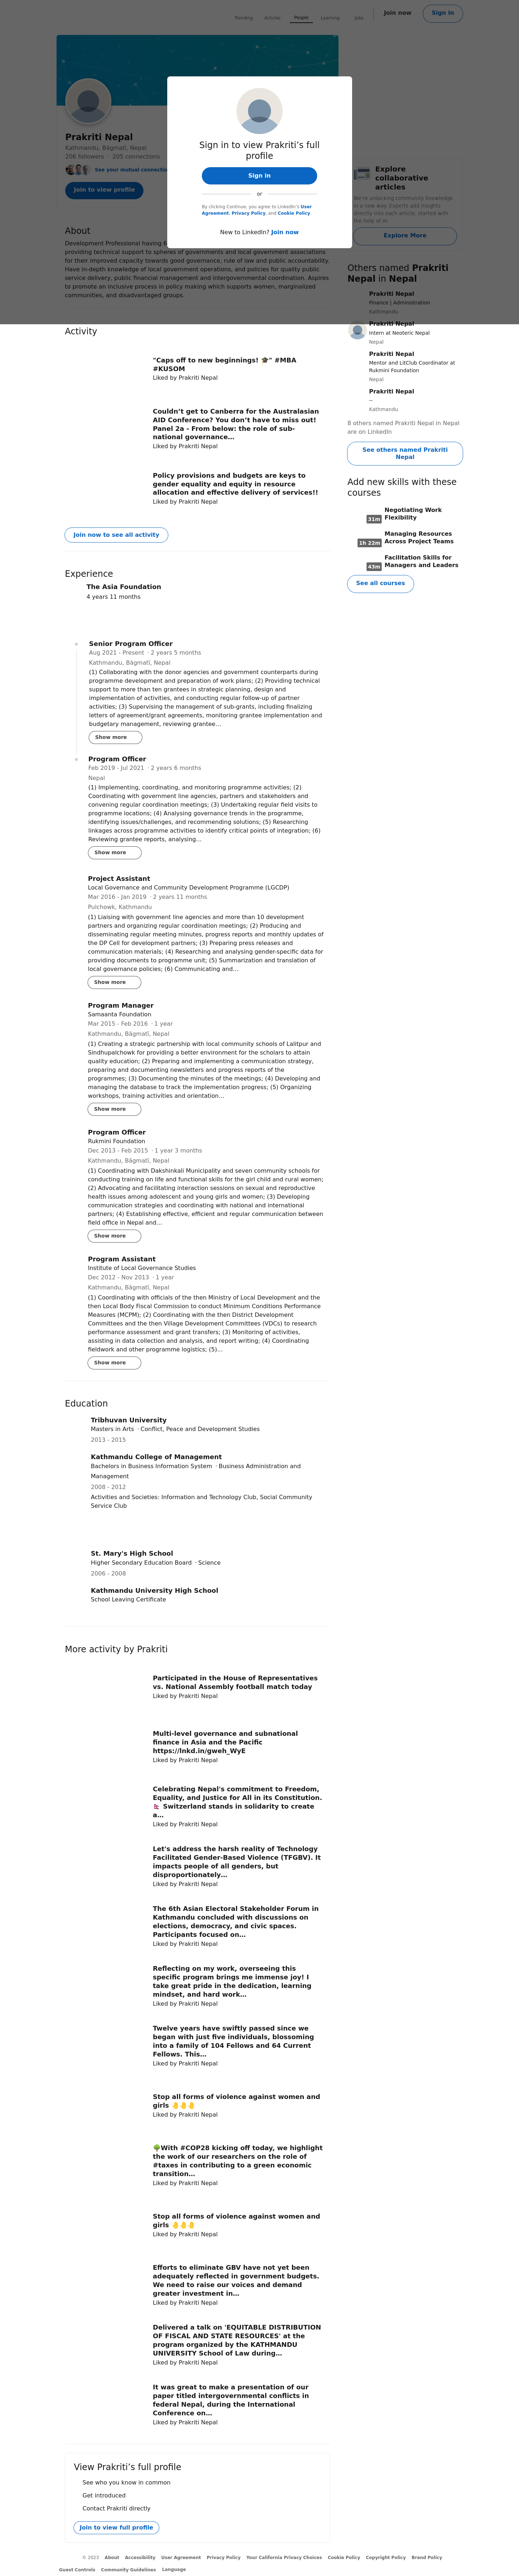 Trending
Articles
People
Learning
Jobs
Join now
Sign in
Sign in to view Prakriti’s full
profile
Sign in
or
By clicking Continue, you agree to LinkedIn’s User
Agreement, Privacy Policy, and Cookie Policy.
New to LinkedIn? Join now
Prakriti Nepal
Kathmandu, Bāgmatī, Nepal
206 followers · 205 connections
See your mutual connections
Join to view profile
About
Development Professional having
providing technical support to spheres of governments and local government associations
for their improved capacity towards good governance, rule of law and public accountability.
Have in-depth knowledge of local government operations, and policies for quality public
service delivery, public financial management and intergovernmental coordination. Intend
to promote an inclusive process in policy making which supports women, marginalized
communities, and disadvantaged groups.
Activity
"Caps off to new beginnings! 🎓" #MBA
#KUSOM
Liked by Prakriti Nepal
Couldn’t get to Canberra for the Australasian
AID Conference? You don’t have to miss out!
Panel 2a - From below: the role of sub-
national governance…
Liked by Prakriti Nepal
Policy provisions and budgets are keys to
gender equality and equity in resource
allocation and effective delivery of services!!
Liked by Prakriti Nepal
Join now to see all activity
Experience
The Asia Foundation
4 years 11 months
Senior Program Officer
Aug 2021 - Present · 2 years 5 months
Kathmandu, Bāgmatī, Nepal
(1) Collaborating with the donor agencies and government counterparts during
programme development and preparation of work plans; (2) Providing technical
support to more than ten grantees in strategic planning, design and
implementation of activities, and conducting regular follow-up of partner
activities; (3) Supervising the management of sub-grants, including finalizing
letters of agreement/grant agreements, monitoring grantee implementation and
budgetary management, reviewing grantee…
Show more
Program Officer
Feb 2019 - Jul 2021 · 2 years 6 months
Nepal
(1) Implementing, coordinating, and monitoring programme activities; (2)
Coordinating with government line agencies, partners and stakeholders and
convening regular coordination meetings; (3) Undertaking regular field visits to
programme locations; (4) Analysing governance trends in the programme,
identifying issues/challenges, and recommending solutions; (5) Researching
linkages across programme activities to identify critical points of integration; (6)
Reviewing grantee reports, analysing…
Show more
Project Assistant
Local Governance and Community Development Programme (LGCDP)
Mar 2016 - Jan 2019 · 2 years 11 months
Pulchowk, Kathmandu
(1) Liaising with government line agencies and more than 10 development
partners and organizing regular coordination meetings; (2) Producing and
disseminating regular meeting minutes, progress reports and monthly updates of
the DP Cell for development partners; (3) Preparing press releases and
communication materials; (4) Researching and analysing gender-specific data for
providing documents to programme unit; (5) Summarization and translation of
local governance policies; (6) Communicating and…
Show more
Program Manager
Samaanta Foundation
Mar 2015 - Feb 2016 · 1 year
Kathmandu, Bāgmatī, Nepal
(1) Creating a strategic partnership with local community schools of Lalitpur and
Sindhupalchowk for providing a better environment for the scholars to attain
quality education; (2) Preparing and implementing a communication strategy,
preparing and documenting newsletters and progress reports of the
programmes; (3) Documenting the minutes of the meetings; (4) Developing and
managing the database to track the implementation progress; (5) Organizing
workshops, training activities and orientation…
Show more
Program Officer
Rukmini Foundation
Dec 2013 - Feb 2015 · 1 year 3 months
Kathmandu, Bāgmatī, Nepal
(1) Coordinating with Dakshinkali Municipality and seven community schools for
conducting training on life and functional skills for the girl child and rural women;
(2) Advocating and facilitating interaction sessions on sexual and reproductive
health issues among adolescent and young girls and women; (3) Developing
communication strategies and coordinating with national and international
partners; (4) Establishing effective, efficient and regular communication between
field office in Nepal and…
Show more
Program Assistant
Institute of Local Governance Studies
Dec 2012 - Nov 2013 · 1 year
Kathmandu, Bāgmatī, Nepal
(1) Coordinating with officials of the then Ministry of Local Development and the
then Local Body Fiscal Commission to conduct Minimum Conditions Performance
Measures (MCPM); (2) Coordinating with the then District Development
Committees and the then Village Development Committees (VDCs) to research
performance assessment and grant transfers; (3) Monitoring of activities,
assisting in data collection and analysis, and report writing; (4) Coordinating
fieldwork and other programme logistics; (5)…
Show more
Education
Tribhuvan University
Masters in Arts · Conflict, Peace and Development Studies
2013 - 2015
Kathmandu College of Management
Bachelors in Business Information System · Business Administration and
Management
2008 - 2012
Activities and Societies: Information and Technology Club, Social Community
Service Club
St. Mary's High School
Higher Secondary Education Board · Science
2006 - 2008
Kathmandu University High School
School Leaving Certificate
More activity by Prakriti
Participated in the House of Representatives
vs. National Assembly football match today
Liked by Prakriti Nepal
Multi-level governance and subnational
finance in Asia and the Pacific
https://lnkd.in/gweh_WyE
Liked by Prakriti Nepal
Celebrating Nepal's commitment to Freedom,
Equality, and Justice for All in its Constitution.
🇳🇵 Switzerland stands in solidarity to create
a…
Liked by Prakriti Nepal
Let's address the harsh reality of Technology
Facilitated Gender-Based Violence (TFGBV). It
impacts people of all genders, but
disproportionately…
Liked by Prakriti Nepal
The 6th Asian Electoral Stakeholder Forum in
Kathmandu concluded with discussions on
elections, democracy, and civic spaces.
Participants focused on…
Liked by Prakriti Nepal
Reflecting on my work, overseeing this
specific program brings me immense joy! I
take great pride in the dedication, learning
mindset, and hard work…
Liked by Prakriti Nepal
Twelve years have swiftly passed since we
began with just five individuals, blossoming
into a family of 104 Fellows and 64 Current
Fellows. This…
Liked by Prakriti Nepal
Stop all forms of violence against women and
girls 🤚🤚🤚
Liked by Prakriti Nepal
🌳With #COP28 kicking off today, we highlight
the work of our researchers on the role of
#taxes in contributing to a green economic
transition…
Liked by Prakriti Nepal
Stop all forms of violence against women and
girls 🤚🤚🤚
Liked by Prakriti Nepal
Efforts to eliminate GBV have not yet been
adequately reflected in government budgets.
We need to raise our voices and demand
greater investment in…
Liked by Prakriti Nepal
Delivered a talk on 'EQUITABLE DISTRIBUTION
OF FISCAL AND STATE RESOURCES' at the
program organized by the KATHMANDU
UNIVERSITY School of Law during…
Liked by Prakriti Nepal
It was great to make a presentation of our
paper titled intergovernmental conflicts in
federal Nepal, during the International
Conference on…
Liked by Prakriti Nepal
View Prakriti’s full profile
See who you know in common
Get introduced
Contact Prakriti directly
Join to view full profile
Explore
collaborative
articles
We’re unlocking community knowledge
in a new way. Experts add insights
directly into each article, started with
the help of AI.
Explore More
Others named Prakriti
Nepal in Nepal
Prakriti Nepal
Finance | Administration
Kathmandu
Prakriti Nepal
Intern at Neoteric Nepal
Nepal
Prakriti Nepal
Mentor and LitClub Coordinator at
Rukmini Foundation
Nepal
Prakriti Nepal
--
Kathmandu
8 others named Prakriti Nepal in Nepal
are on LinkedIn
See others named Prakriti
Nepal
Add new skills with these
courses
31m
Negotiating Work
Flexibility
1h 22m
Managing Resources
Across Project Teams
43m
Facilitation Skills for
Managers and Leaders
See all courses
© 2023 About Accessibility User Agreement Privacy Policy Your California Privacy Choices Cookie Policy Copyright Policy Brand Policy
Guest Controls Community Guidelines Language